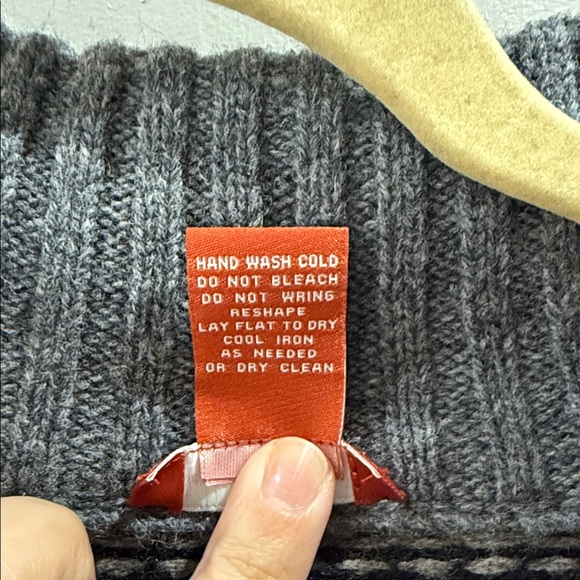 HAND WASH COLD
DO NOT BLEACH
DO NOT WRING
RESHAPE
LAY FLAT TO DRY
COOL IRON
AS NEEDED
OR DRY CLEAN